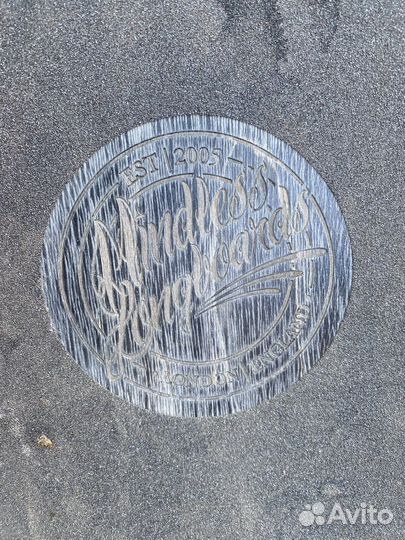 EST 2005
Mindless
Longboards
LONDON ENGLAND
Avito